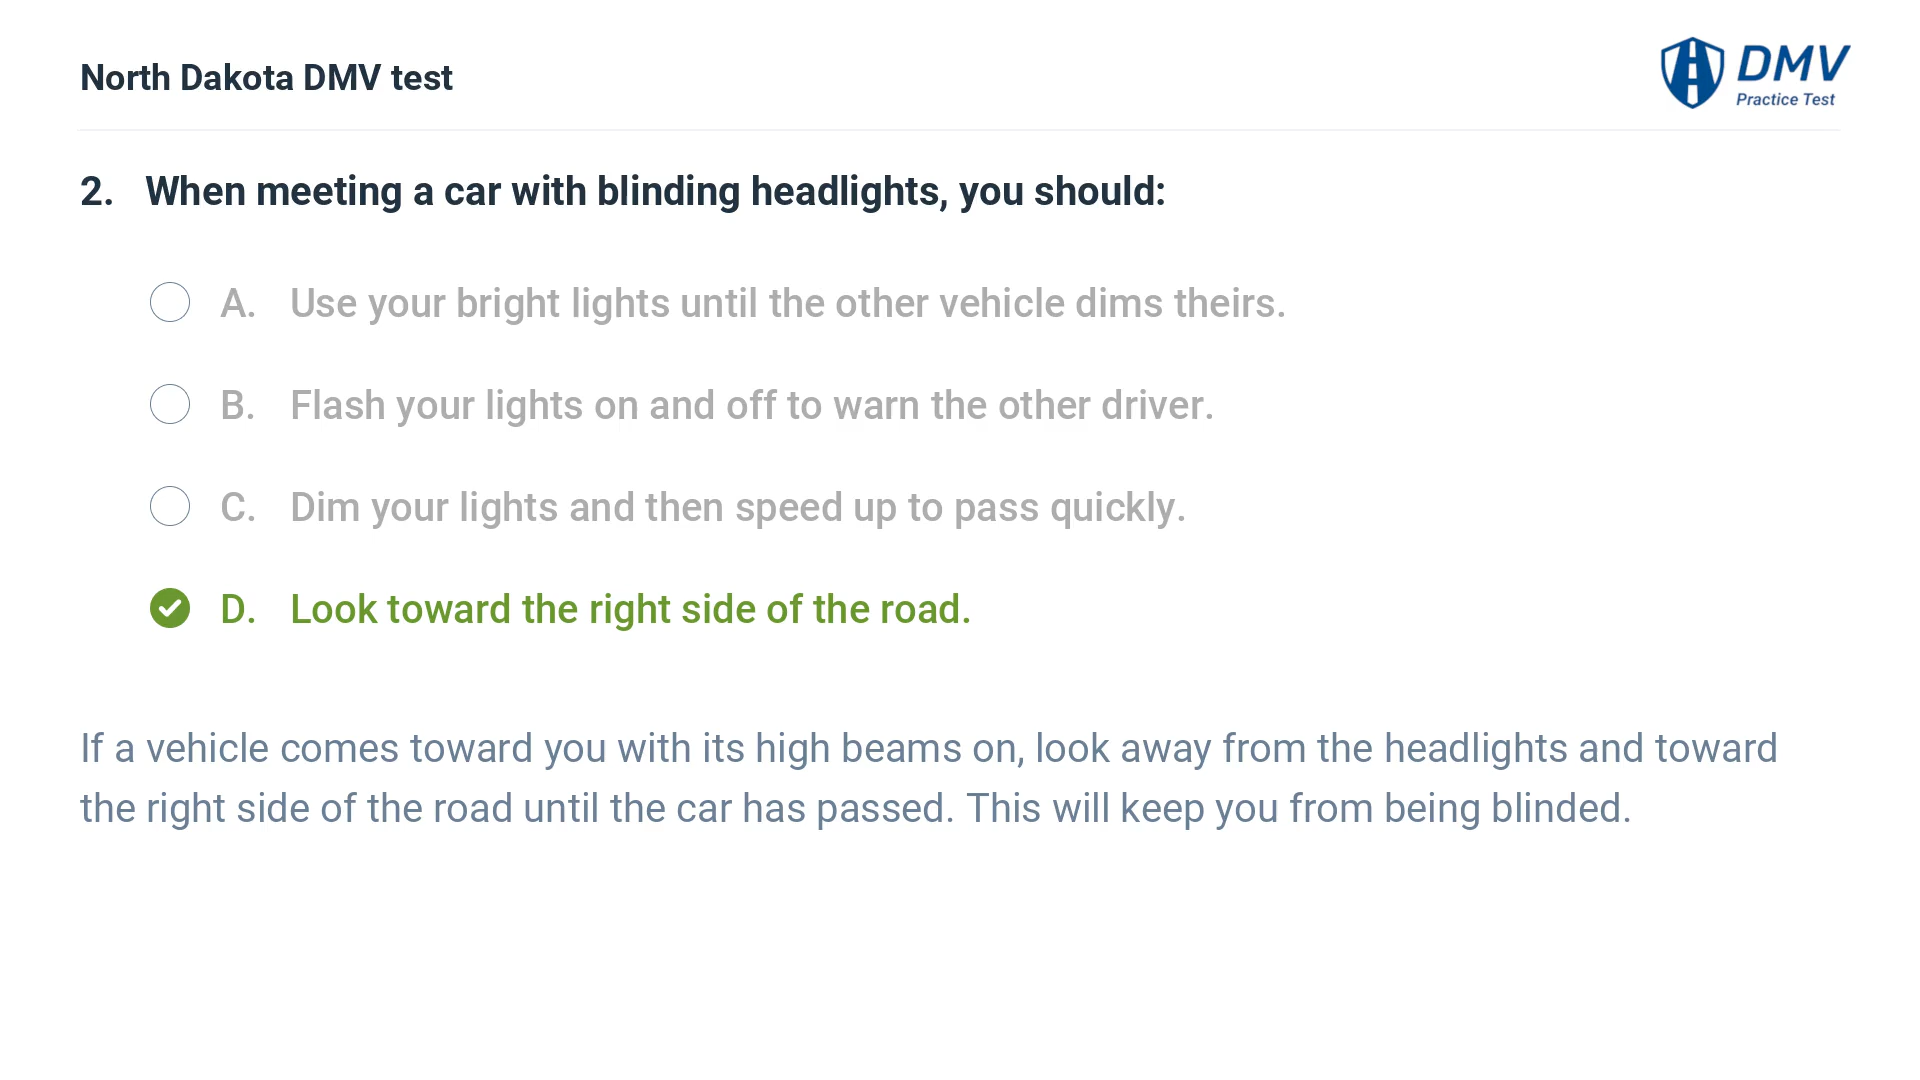 North Dakota DMV test
DMV
Practice Test
2. When meeting a car with blinding headlights, you should:
A. Use your bright lights until the other vehicle dims theirs.
B. Flash your lights on and off to warn the other driver.
C. Dim your lights and then speed up to pass quickly.
D. Look toward the right side of the road.
If a vehicle comes toward you with its high beams on, look away from the headlights and toward
the right side of the road until the car has passed. This will keep you from being blinded.